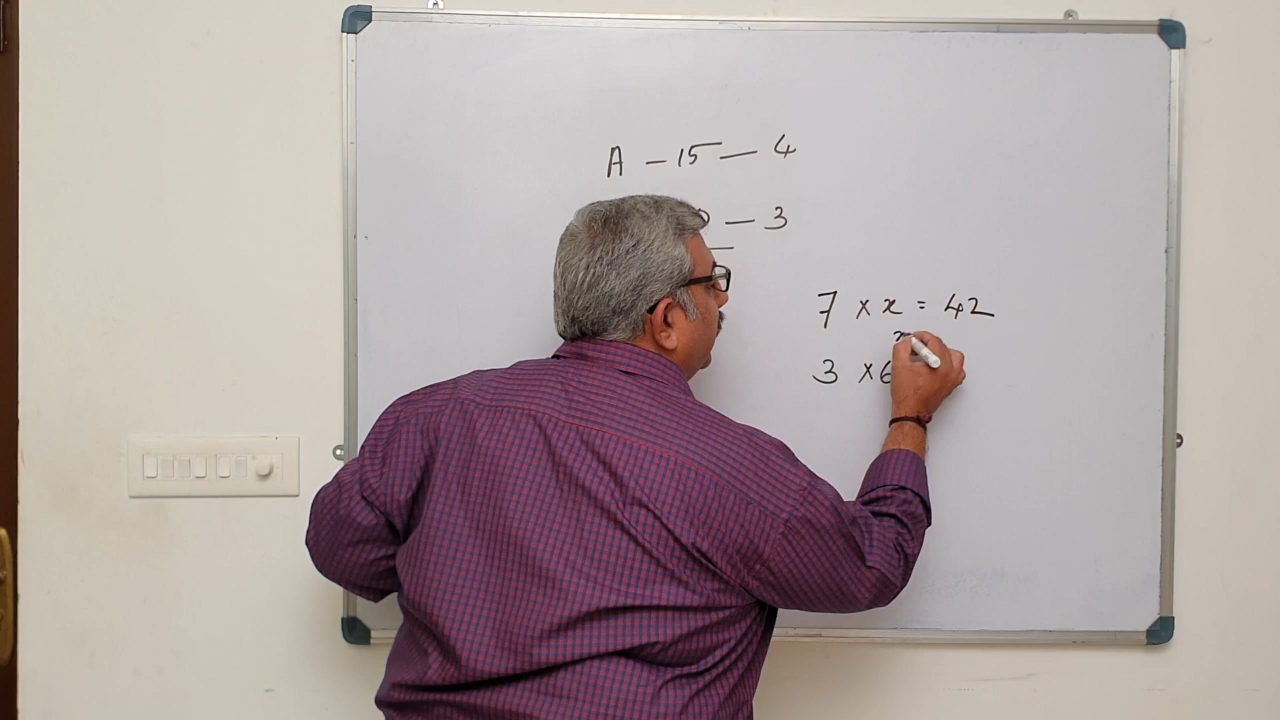 A — 15 — 4
— 3
7 × x = 42
x
3 × 6